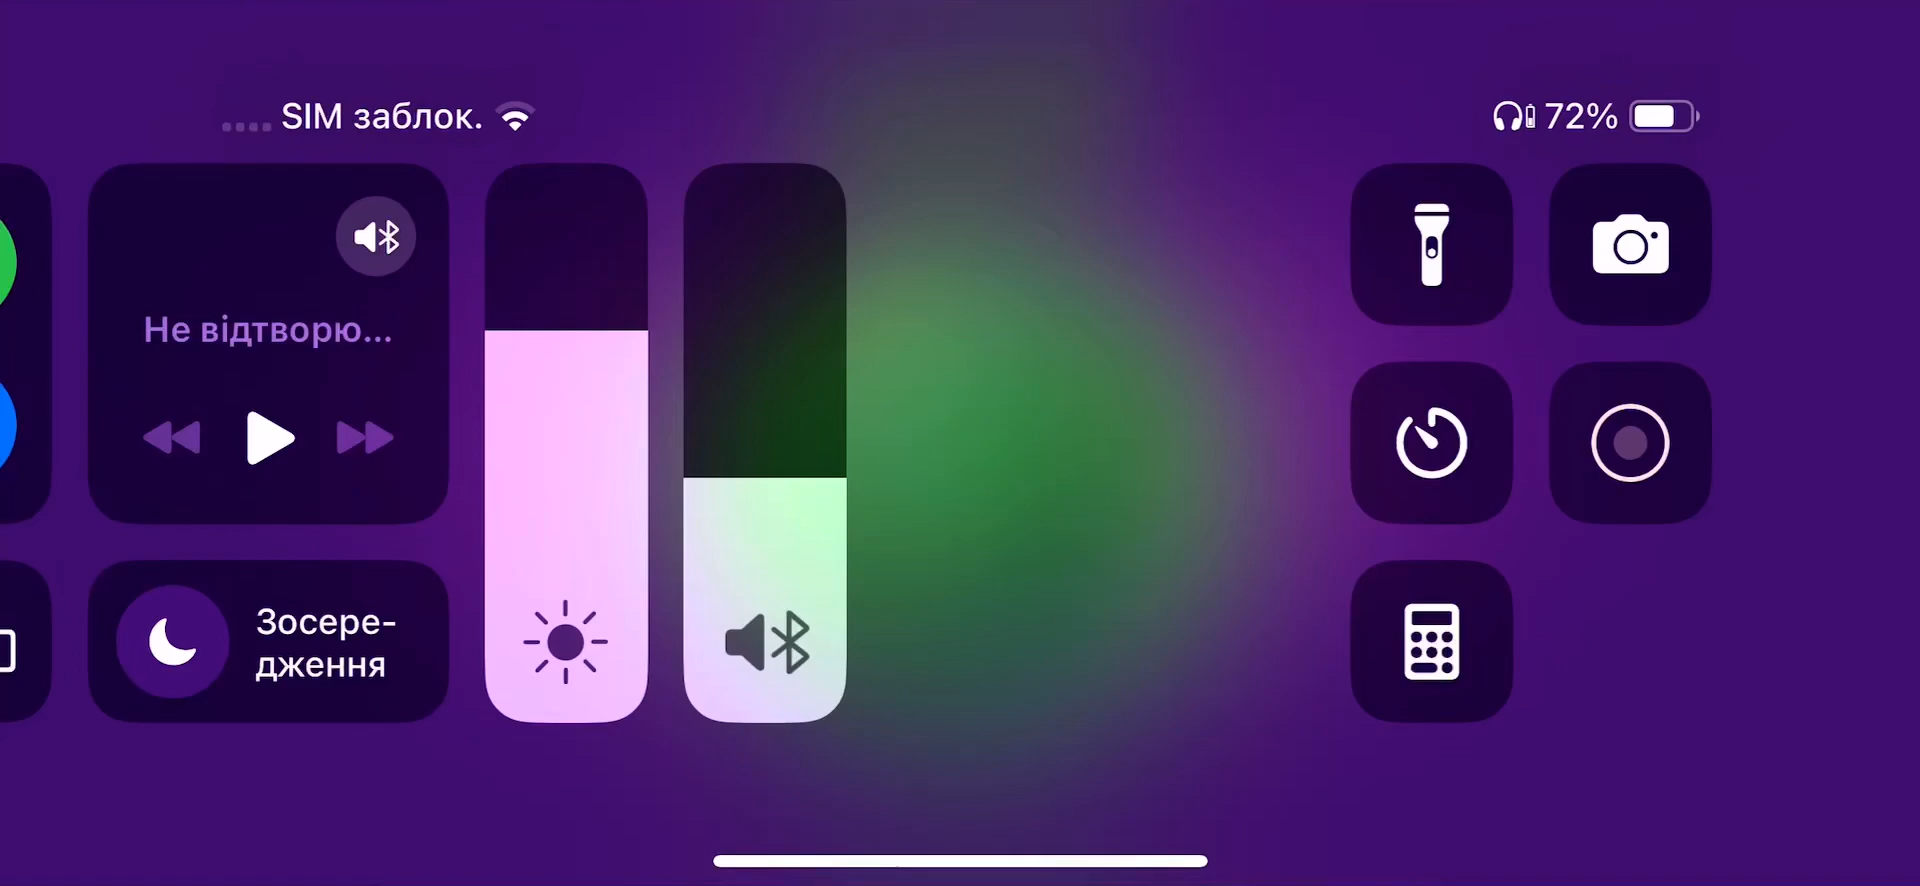 SIM заблок.
72%
Не відтворю...
Зосере-
дження